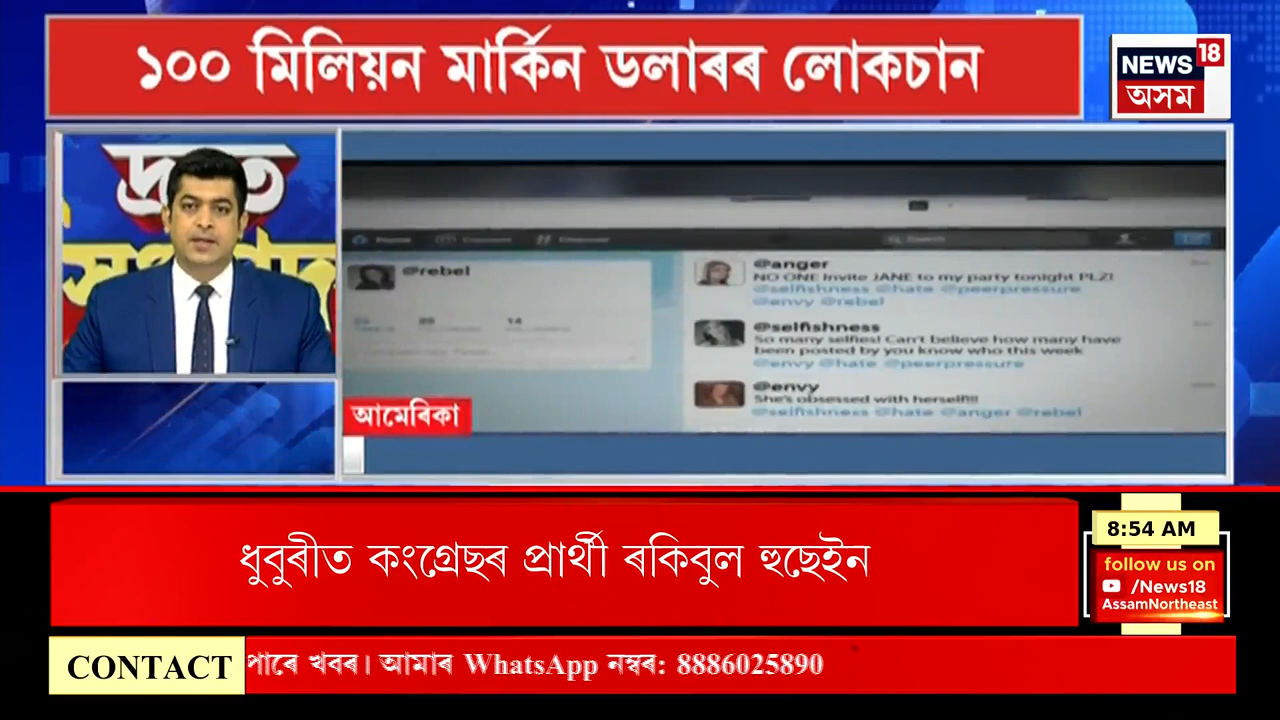 ১০০ মিলিয়ন মাৰ্কিন ডলাৰৰ লোকচান
NEWS 18
অসম
দ্ৰুত
@rebel
14
@anger
NO ONE invite JANE to my party tonight PLZ!
@selfishness @hate @peerpressure
@envy @rebel
@selfishness
So many selfies! Can't believe how many have
been posted by you know who this week
@envy @hate @peerpressure
@envy
She's obsessed with herself!!!
@selfishness @hate @anger @rebel
আমেৰিকা
ধুবুৰীত কংগ্ৰেছৰ প্ৰাৰ্থী ৰকিবুল হুছেইন
8:54 AM
follow us on
/News18
AssamNortheast
CONTACT
পাৰে খবৰ। আমাৰ WhatsApp নম্বৰ: 8886025890